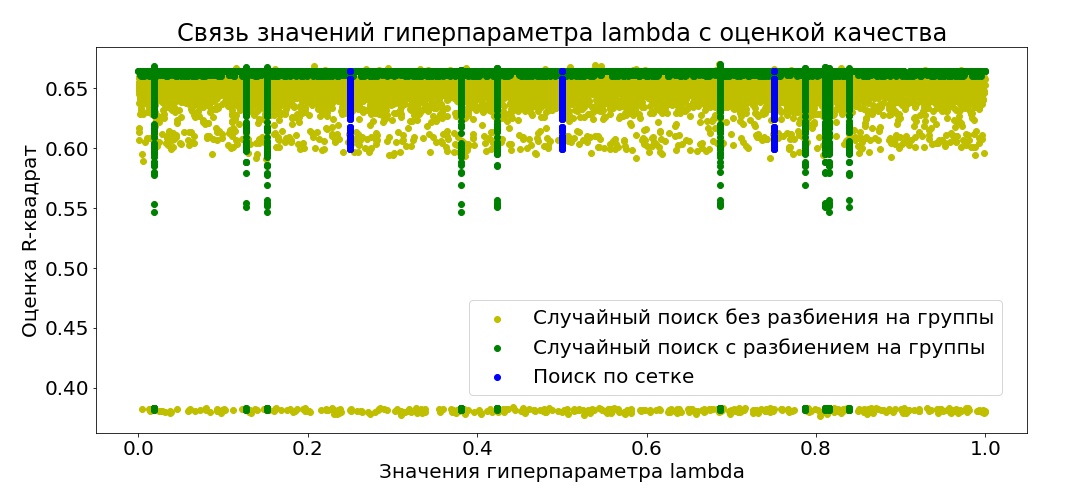 Связь значений гиперпараметра lambda с оценкой качества
Оценка R-квадрат
0.65
0.60
0.55
0.50
0.45
0.40
Случайный поиск без разбиения на группы
Случайный поиск с разбиением на группы
Поиск по сетке
0.0 0.2 0.4 0.6 0.8 1.0
Значения гиперпараметра lambda